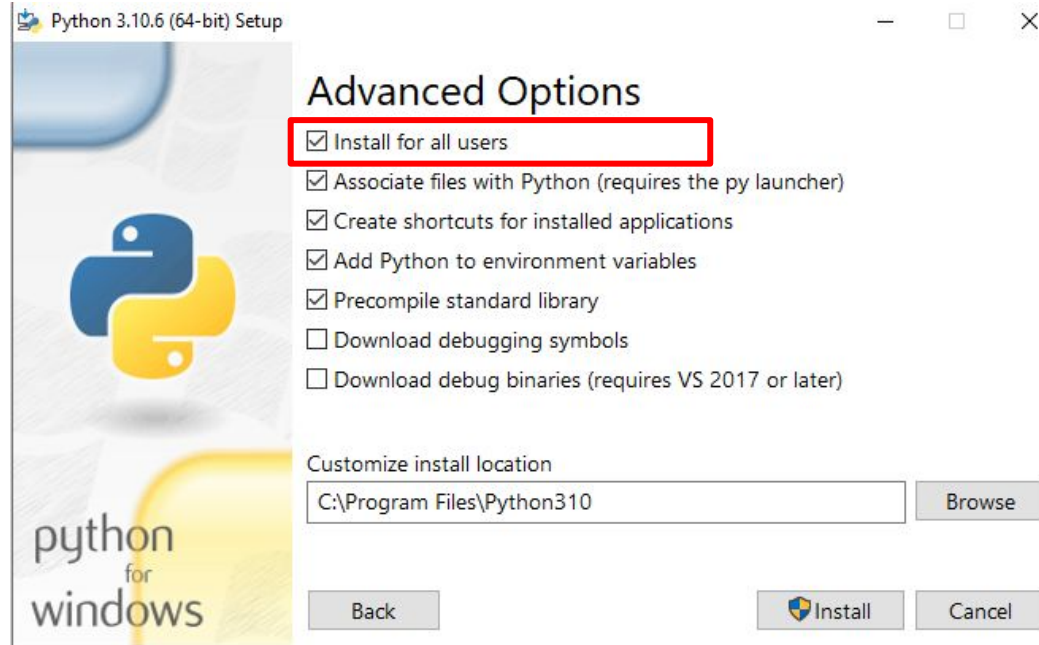 Python 3.10.6 (64-bit) Setup
Advanced Options
Install for all users
Associate files with Python (requires the py launcher)
Create shortcuts for installed applications
Add Python to environment variables
Precompile standard library
Download debugging symbols
Download debug binaries (requires VS 2017 or later)
Customize install location
C:\Program Files\Python310
Browse
python
for
windows
Back
Install
Cancel